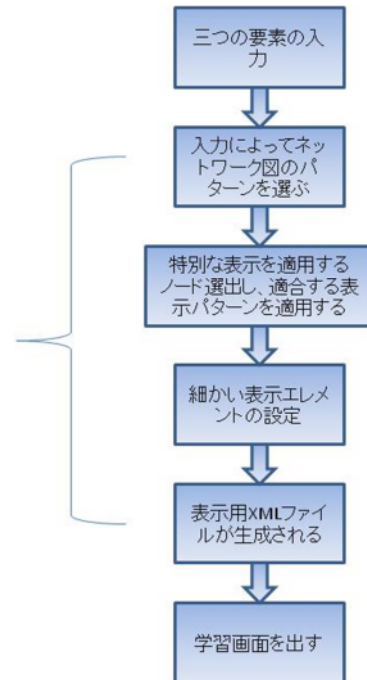 三つの要素の入
力
入力によってネッ
トワーク図のパ
ターンを選ぶ
特別な表示を適用する
ノード選出し、適合する表
示パターンを適用する
細かい表示エレメ
ントの設定
表示用XMLファイ
ルが生成される
学習画面を出す